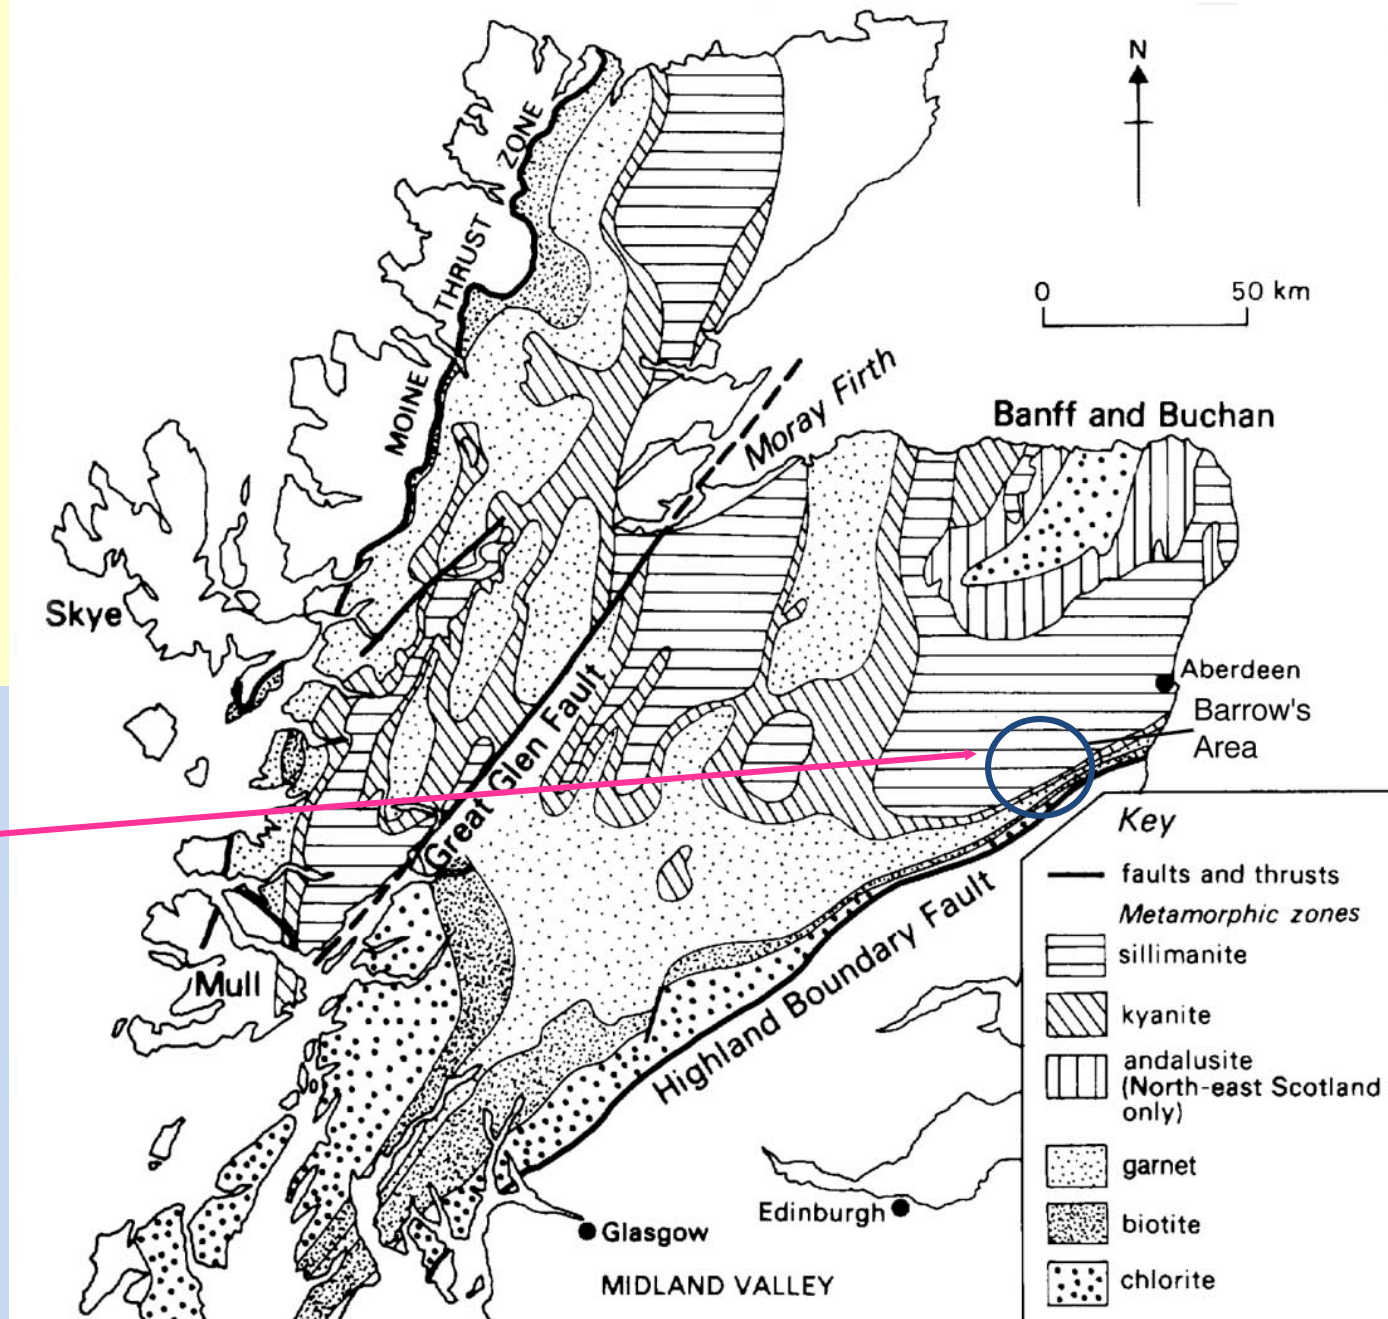 N
ZONE
THRUST
MOINE
0 50 km
Moray Firth
Banff and Buchan
Skye
Aberdeen
Barrow's
Area
Great Glen Fault
Mull
Highland Boundary Fault
Glasgow
Edinburgh
MIDLAND VALLEY
Key
faults and thrusts
Metamorphic zones
sillimanite
kyanite
andalusite
(North-east Scotland
only)
garnet
biotite
chlorite